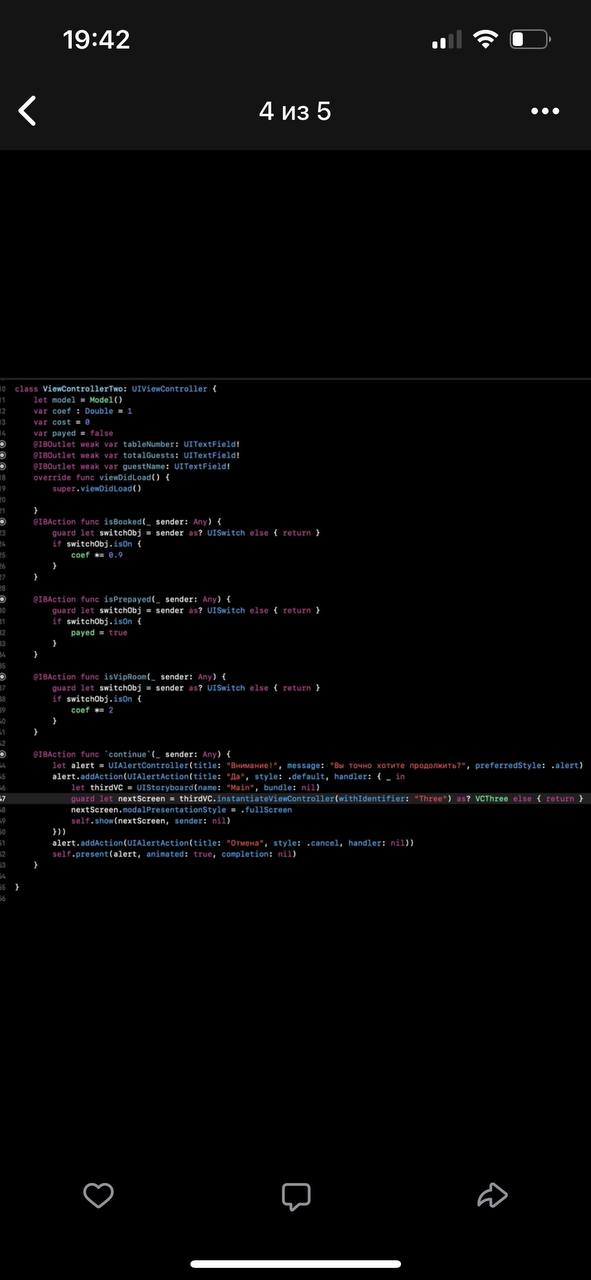 19:42
4 из 5
10 class ViewControllerTwo: UIViewController {
11 let model = Model()
12 var coef : Double = 1
13 var cost = 0
14 var payed = false
@IBOutlet weak var tableNumber: UITextField!
@IBOutlet weak var totalGuests: UITextField!
@IBOutlet weak var guestName: UITextField!
18 override func viewDidLoad() {
19 super.viewDidLoad()
20
21 }
@IBAction func isBooked(_ sender: Any) {
23 guard let switchObj = sender as? UISwitch else { return }
24 if switchObj.isOn {
25 coef *= 0.9
26 }
27 }
28
@IBAction func isPrepayed(_ sender: Any) {
30 guard let switchObj = sender as? UISwitch else { return }
31 if switchObj.isOn {
32 payed = true
33 }
34 }
35
@IBAction func isVipRoom(_ sender: Any) {
37 guard let switchObj = sender as? UISwitch else { return }
38 if switchObj.isOn {
39 coef *= 2
40 }
41 }
42
@IBAction func `continue`(_ sender: Any) {
44 let alert = UIAlertController(title: "Внимание!", message: "Вы точно хотите продолжить?", preferredStyle: .alert)
45 alert.addAction(UIAlertAction(title: "Да", style: .default, handler: { _ in
46 let thirdVC = UIStoryboard(name: "Main", bundle: nil)
47 guard let nextScreen = thirdVC.instantiateViewController(withIdentifier: "Three") as? VCThree else { return }
48 nextScreen.modalPresentationStyle = .fullScreen
49 self.show(nextScreen, sender: nil)
50 }))
51 alert.addAction(UIAlertAction(title: "Отмена", style: .cancel, handler: nil))
52 self.present(alert, animated: true, completion: nil)
53 }
54
55 }
56